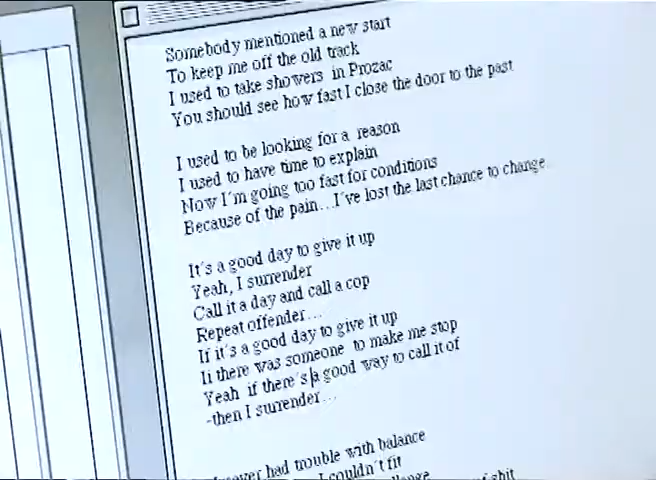 Somebody mentioned a new start
To keep me off the old track
I used to take showers in Prozac
You should see how fast I close the door to the past
I used to be looking for a reason
I used to have time to explain
Now I´m going too fast for conditions
Because of the pain...I´ve lost the last chance to change
It´s a good day to give it up
Yeah, I surrender
Call it a day and call a cop
Repeat offender...
If it´s a good day to give it up
Ii there was someone to make me stop
Yeah if there´s a good way to call it of
-then I surrender...
had trouble with balance
I couldn´t fit
shit